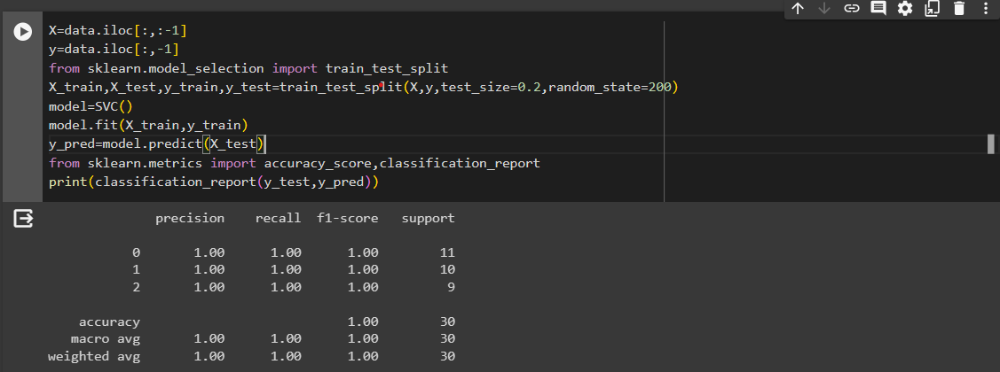 X=data.iloc[:,:-1]
y=data.iloc[:,-1]
from sklearn.model_selection import train_test_split
X_train,X_test,y_train,y_test=train_test_split(X,y,test_size=0.2,random_state=200)
model=SVC()
model.fit(X_train,y_train)
y_pred=model.predict(X_test)
from sklearn.metrics import accuracy_score,classification_report
print(classification_report(y_test,y_pred))
precision recall f1-score support
0 1.00 1.00 1.00 11
1 1.00 1.00 1.00 10
2 1.00 1.00 1.00 9
accuracy 1.00 30
macro avg 1.00 1.00 1.00 30
weighted avg 1.00 1.00 1.00 30